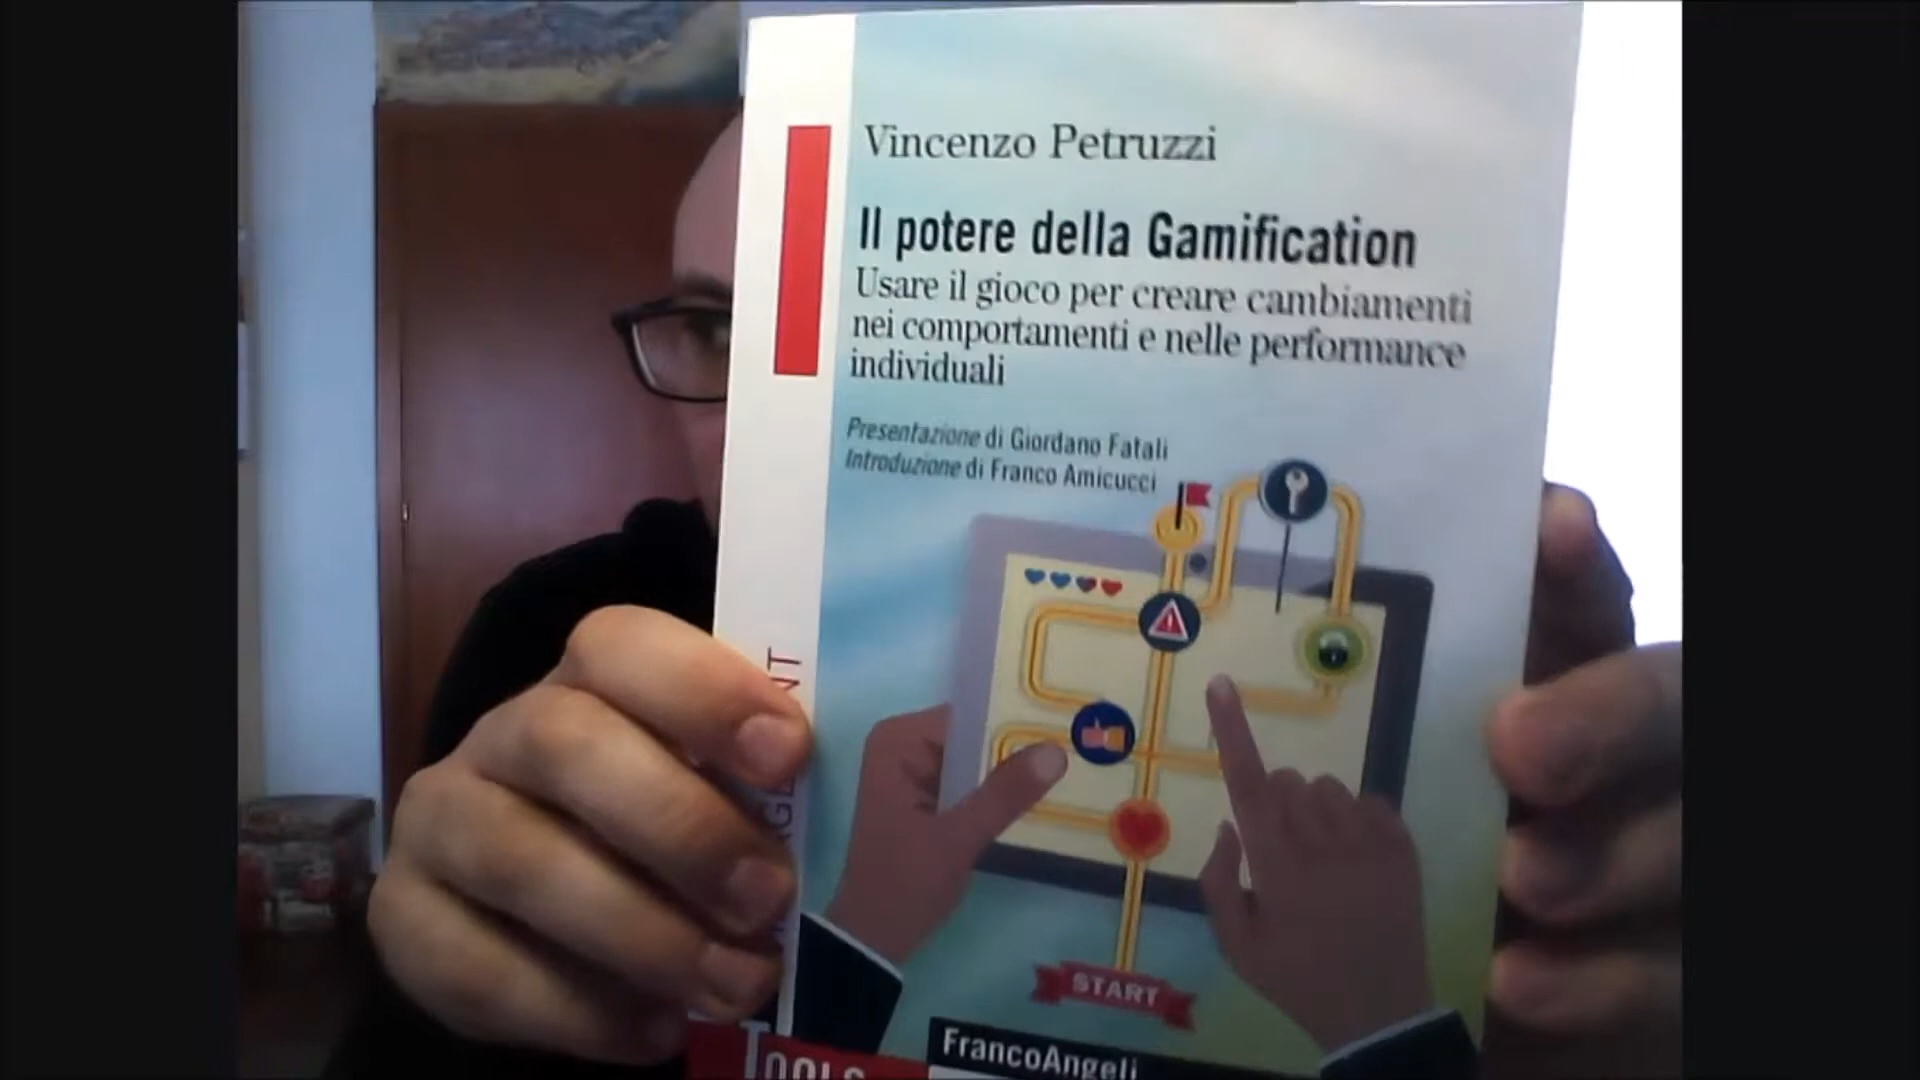 Vincenzo Petruzzi
Il potere della Gamification
Usare il gioco per creare cambiamenti
nei comportamenti e nelle performance
individuali
Presentazione di Giordano Fatali
Introduzione di Franco Amicucci
START
FrancoAngeli
TOOLS